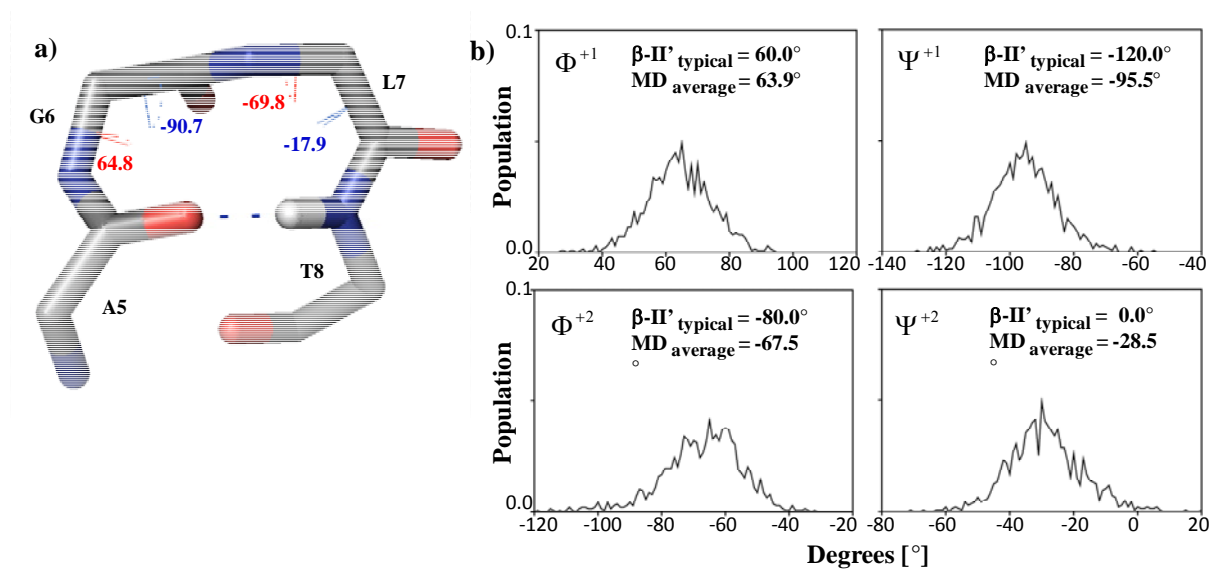 a)
G6
L7
-69.8
-90.7
-17.9
64.8
T8
A5
b)
Population
0.1
0.0
Φ+1
β-II' typical = 60.0°
MD average = 63.9°
20 40 60 80 100 120
Ψ+1
β-II' typical = -120.0°
MD average = -95.5°
-140 -120 -100 -80 -60 -40
Population
0.1
0.0
Φ+2
β-II' typical = -80.0°
MD average = -67.5
°
-120 -100 -80 -60 -40 -20
Ψ+2
β-II' typical = 0.0°
MD average = -28.5
°
-80 -60 -40 -20 0 20
Degrees [°]